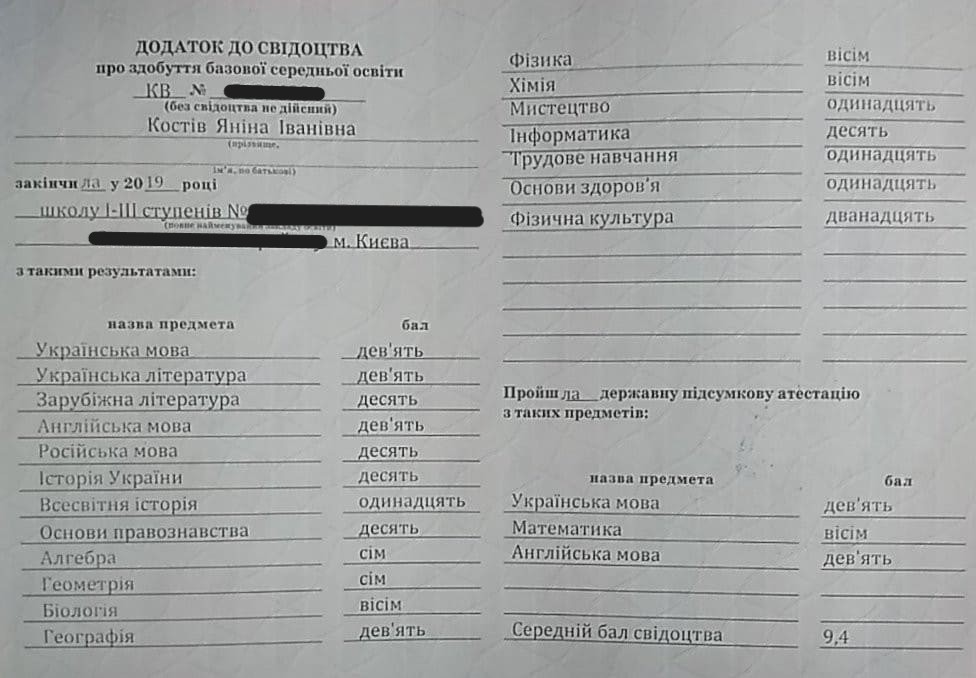 ДОДАТОК ДО СВІДОЦТВА
про здобуття базової середньої освіти
КВ №
(без свідоцтва не дійсний)
Костів Яніна Іванівна
(прізвище,
ім'я, по батькові)
закінчи ла у 2019 році
школу І-ІІІ ступенів №
(повне найменування закладу освіти)
м. Києва
з такими результатами:
назва предмета бал
Українська мова дев'ять
Українська література дев'ять
Зарубіжна література десять
Англійська мова дев'ять
Російська мова десять
Історія України десять
Всесвітня історія одинадцять
Основи правознавства десять
Алгебра сім
Геометрія сім
Біологія вісім
Географія дев'ять
Фізика вісім
Хімія вісім
Мистецтво одинадцять
Інформатика десять
Трудове навчання одинадцять
Основи здоров'я одинадцять
Фізична культура дванадцять
Пройш ла державну підсумкову атестацію
з таких предметів:
назва предмета бал
Українська мова дев'ять
Математика вісім
Англійська мова дев'ять
Середній бал свідоцтва 9,4